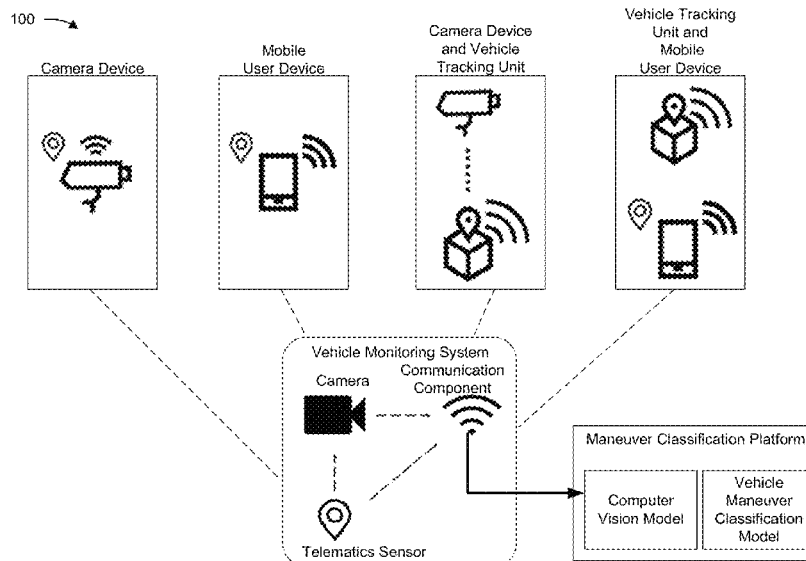 100
Camera Device
Mobile
User Device
Camera Device
and Vehicle
Tracking Unit
Vehicle Tracking
Unit and
Mobile
User Device
Vehicle Monitoring System
Camera
Communication
Component
Telematics Sensor
Maneuver Classification Platform
Computer
Vision Model
Vehicle
Maneuver
Classification
Model